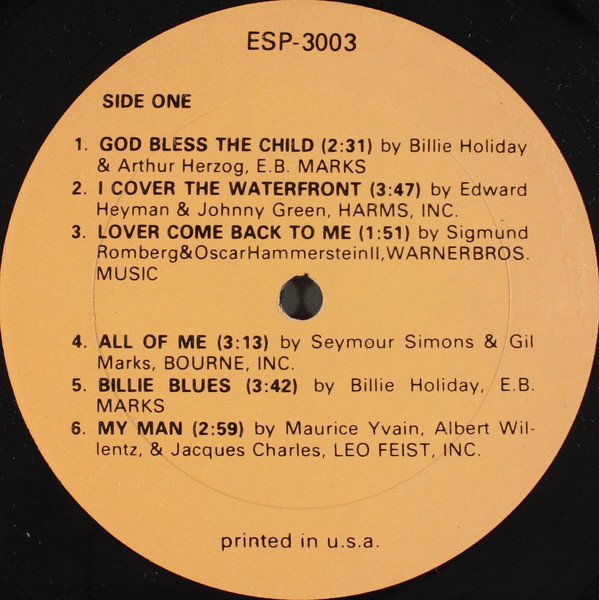 ESP-3003
SIDE ONE
1. GOD BLESS THE CHILD (2:31) by Billie Holiday
& Arthur Herzog, E.B. MARKS
2. I COVER THE WATERFRONT (3:47) by Edward
Heyman & Johnny Green, HARMS, INC.
3. LOVER COME BACK TO ME (1:51) by Sigmund
Romberg&OscarHammersteinII,WARNERBROS.
MUSIC
4. ALL OF ME (3:13) by Seymour Simons & Gil
Marks, BOURNE, INC.
5. BILLIE BLUES (3:42) by Billie Holiday, E.B.
MARKS
6. MY MAN (2:59) by Maurice Yvain, Albert Wil-
lentz, & Jacques Charles, LEO FEIST, INC.
printed in u.s.a.